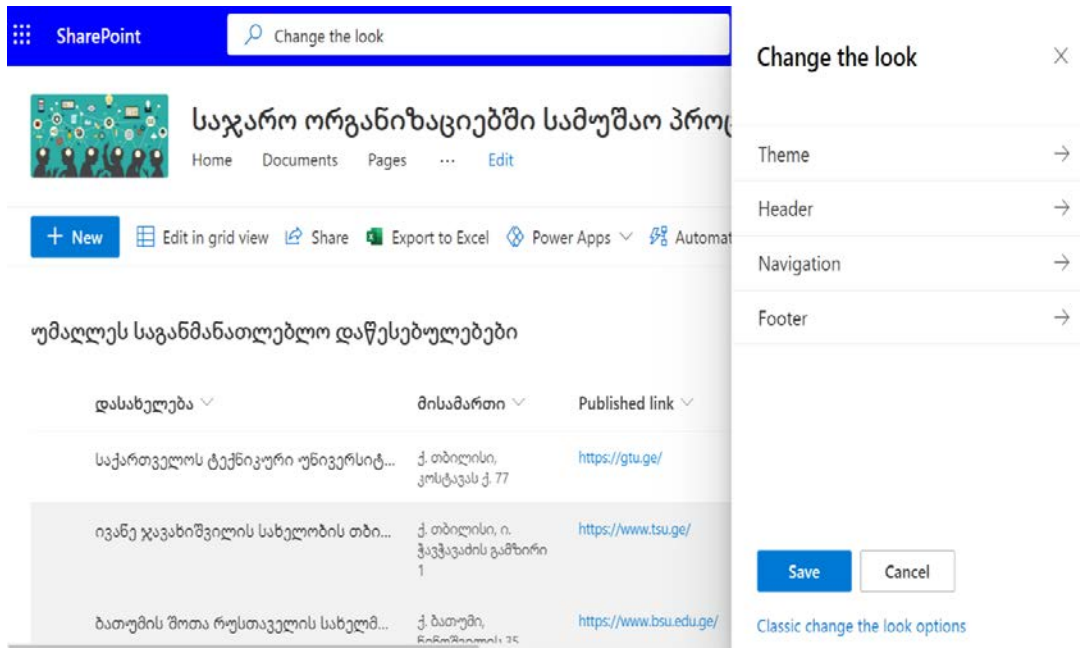 SharePoint
Change the look
საჯარო ორგანიზაციებში სამუშაო
Home Documents Pages ... Edit
+ New Edit in grid view Share Export to Excel Power Apps Automat
უმაღლეს საგანმანათლებლო დაწესებულებები
დასახელება მისამართი Published link
საქართველოს ტექნიკური უნივერსიტ... ქ. თბილისი, https://gtu.ge/
კოსტავას ქ. 77
ივანე ჯავახიშვილის სახელობის თბი... ქ. თბილისი, ი. https://www.tsu.ge/
ჭავჭავაძის გამზირი
1
ბათუმის შოთა რუსთაველის სახელმ... ქ. ბათუმი, https://www.bsu.edu.ge/
Change the look
Theme
Header
Navigation
Footer
Save Cancel
Classic change the look options